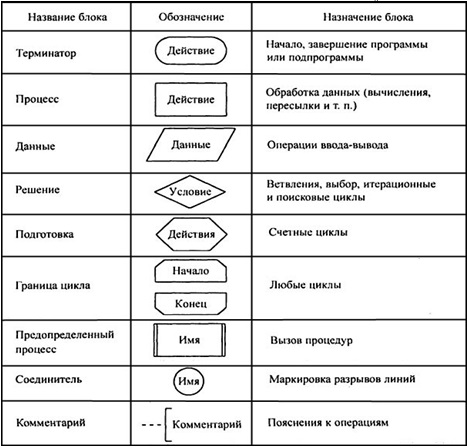 Название блока Обозначение Назначение блока
Терминатор Действие Начало, завершение программы
или подпрограммы
Процесс Действие Обработка данных (вычисления,
пересылки и т. п.)
Данные Данные Операции ввода-вывода
Решение Условие Ветвления, выбор, итерационные
и поисковые циклы
Подготовка Действия Счетные циклы
Граница цикла Начало Любые циклы
Конец
Предопределенный Имя Вызов процедур
процесс
Соединитель Имя Маркировка разрывов линий
Комментарий Комментарий Пояснения к операциям